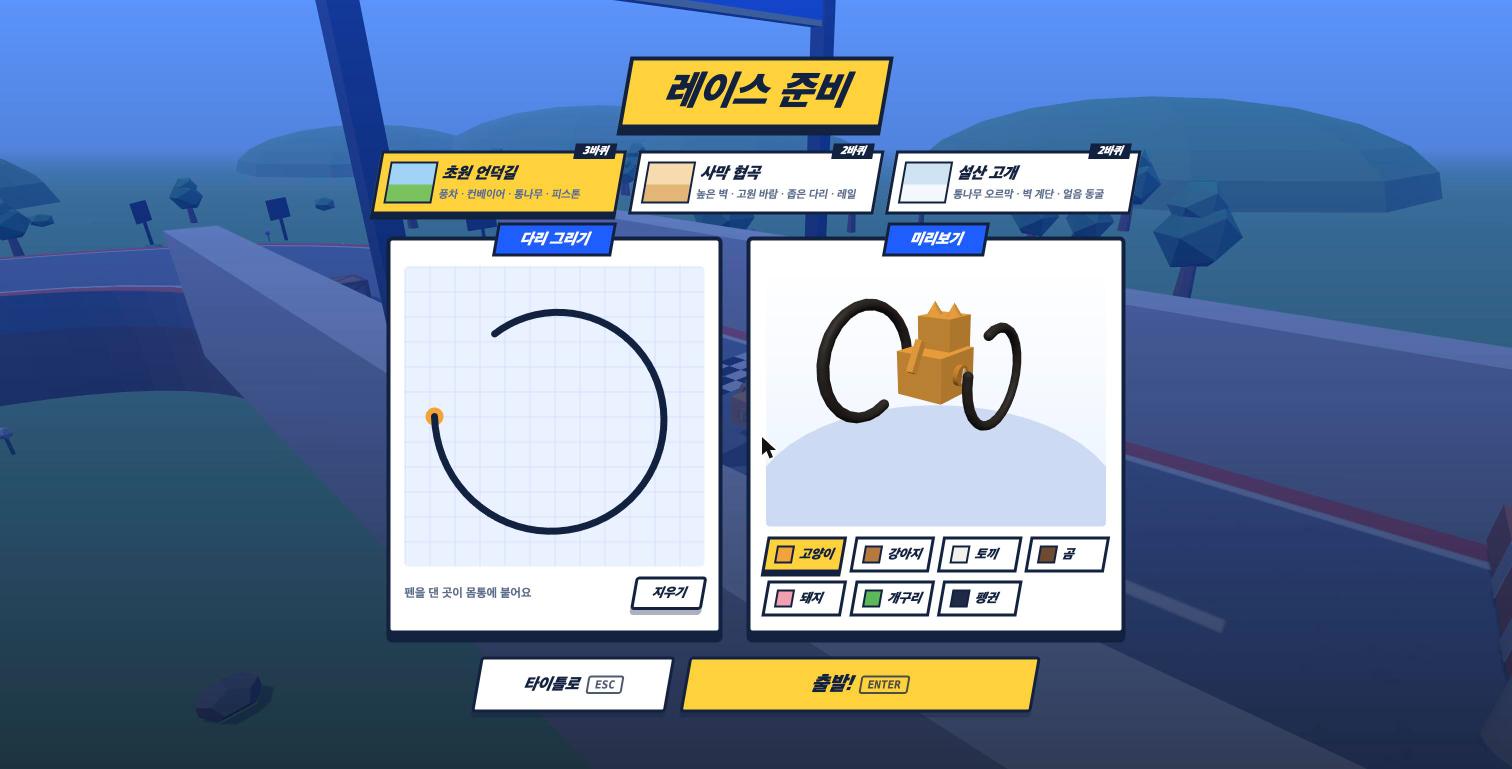 레이스 준비
3바퀴
초원 언덕길
풍차 · 컨베이어 · 통나무 · 피스톤
2바퀴
사막 협곡
높은 벽 · 고원 바람 · 좁은 다리 · 레일
2바퀴
설산 고개
통나무 오르막 · 벽 계단 · 얼음 동굴
다리 그리기
미리보기
펜을 댄 곳이 몸통에 붙어요
지우기
고양이
강아지
토끼
곰
돼지
개구리
펭귄
타이틀로 ESC
출발! ENTER